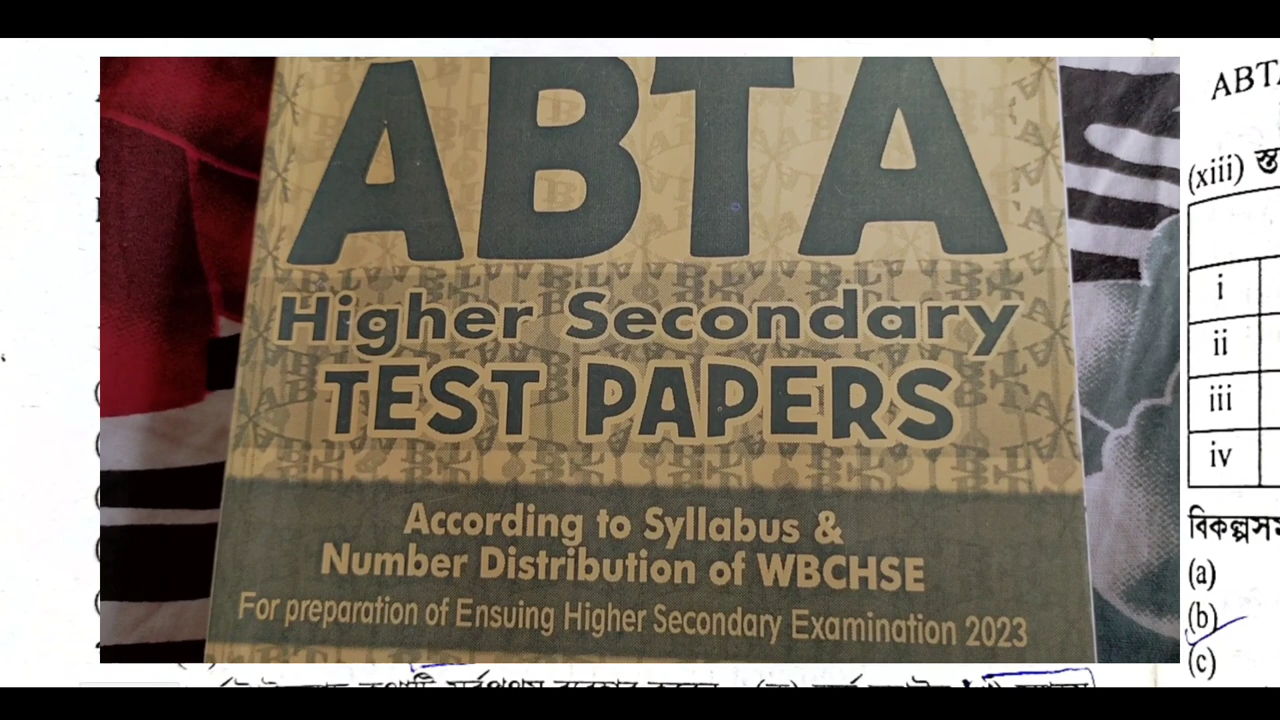 ABTA
Higher Secondary
TEST PAPERS
According to Syllabus &
Number Distribution of WBCHSE
For preparation of Ensuing Higher Secondary Examination 2023
(xiii)
i
ii
iii
iv
(a)
(b)
(c)